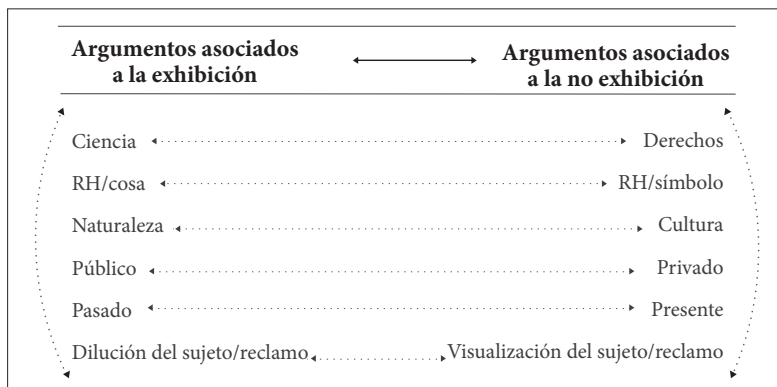 Argumentos asociados a la exhibición
Argumentos asociados a la no exhibición
Ciencia Derechos
RH/cosa RH/símbolo
Naturaleza Cultura
Público Privado
Pasado Presente
Dilución del sujeto/reclamo Visualización del sujeto/reclamo